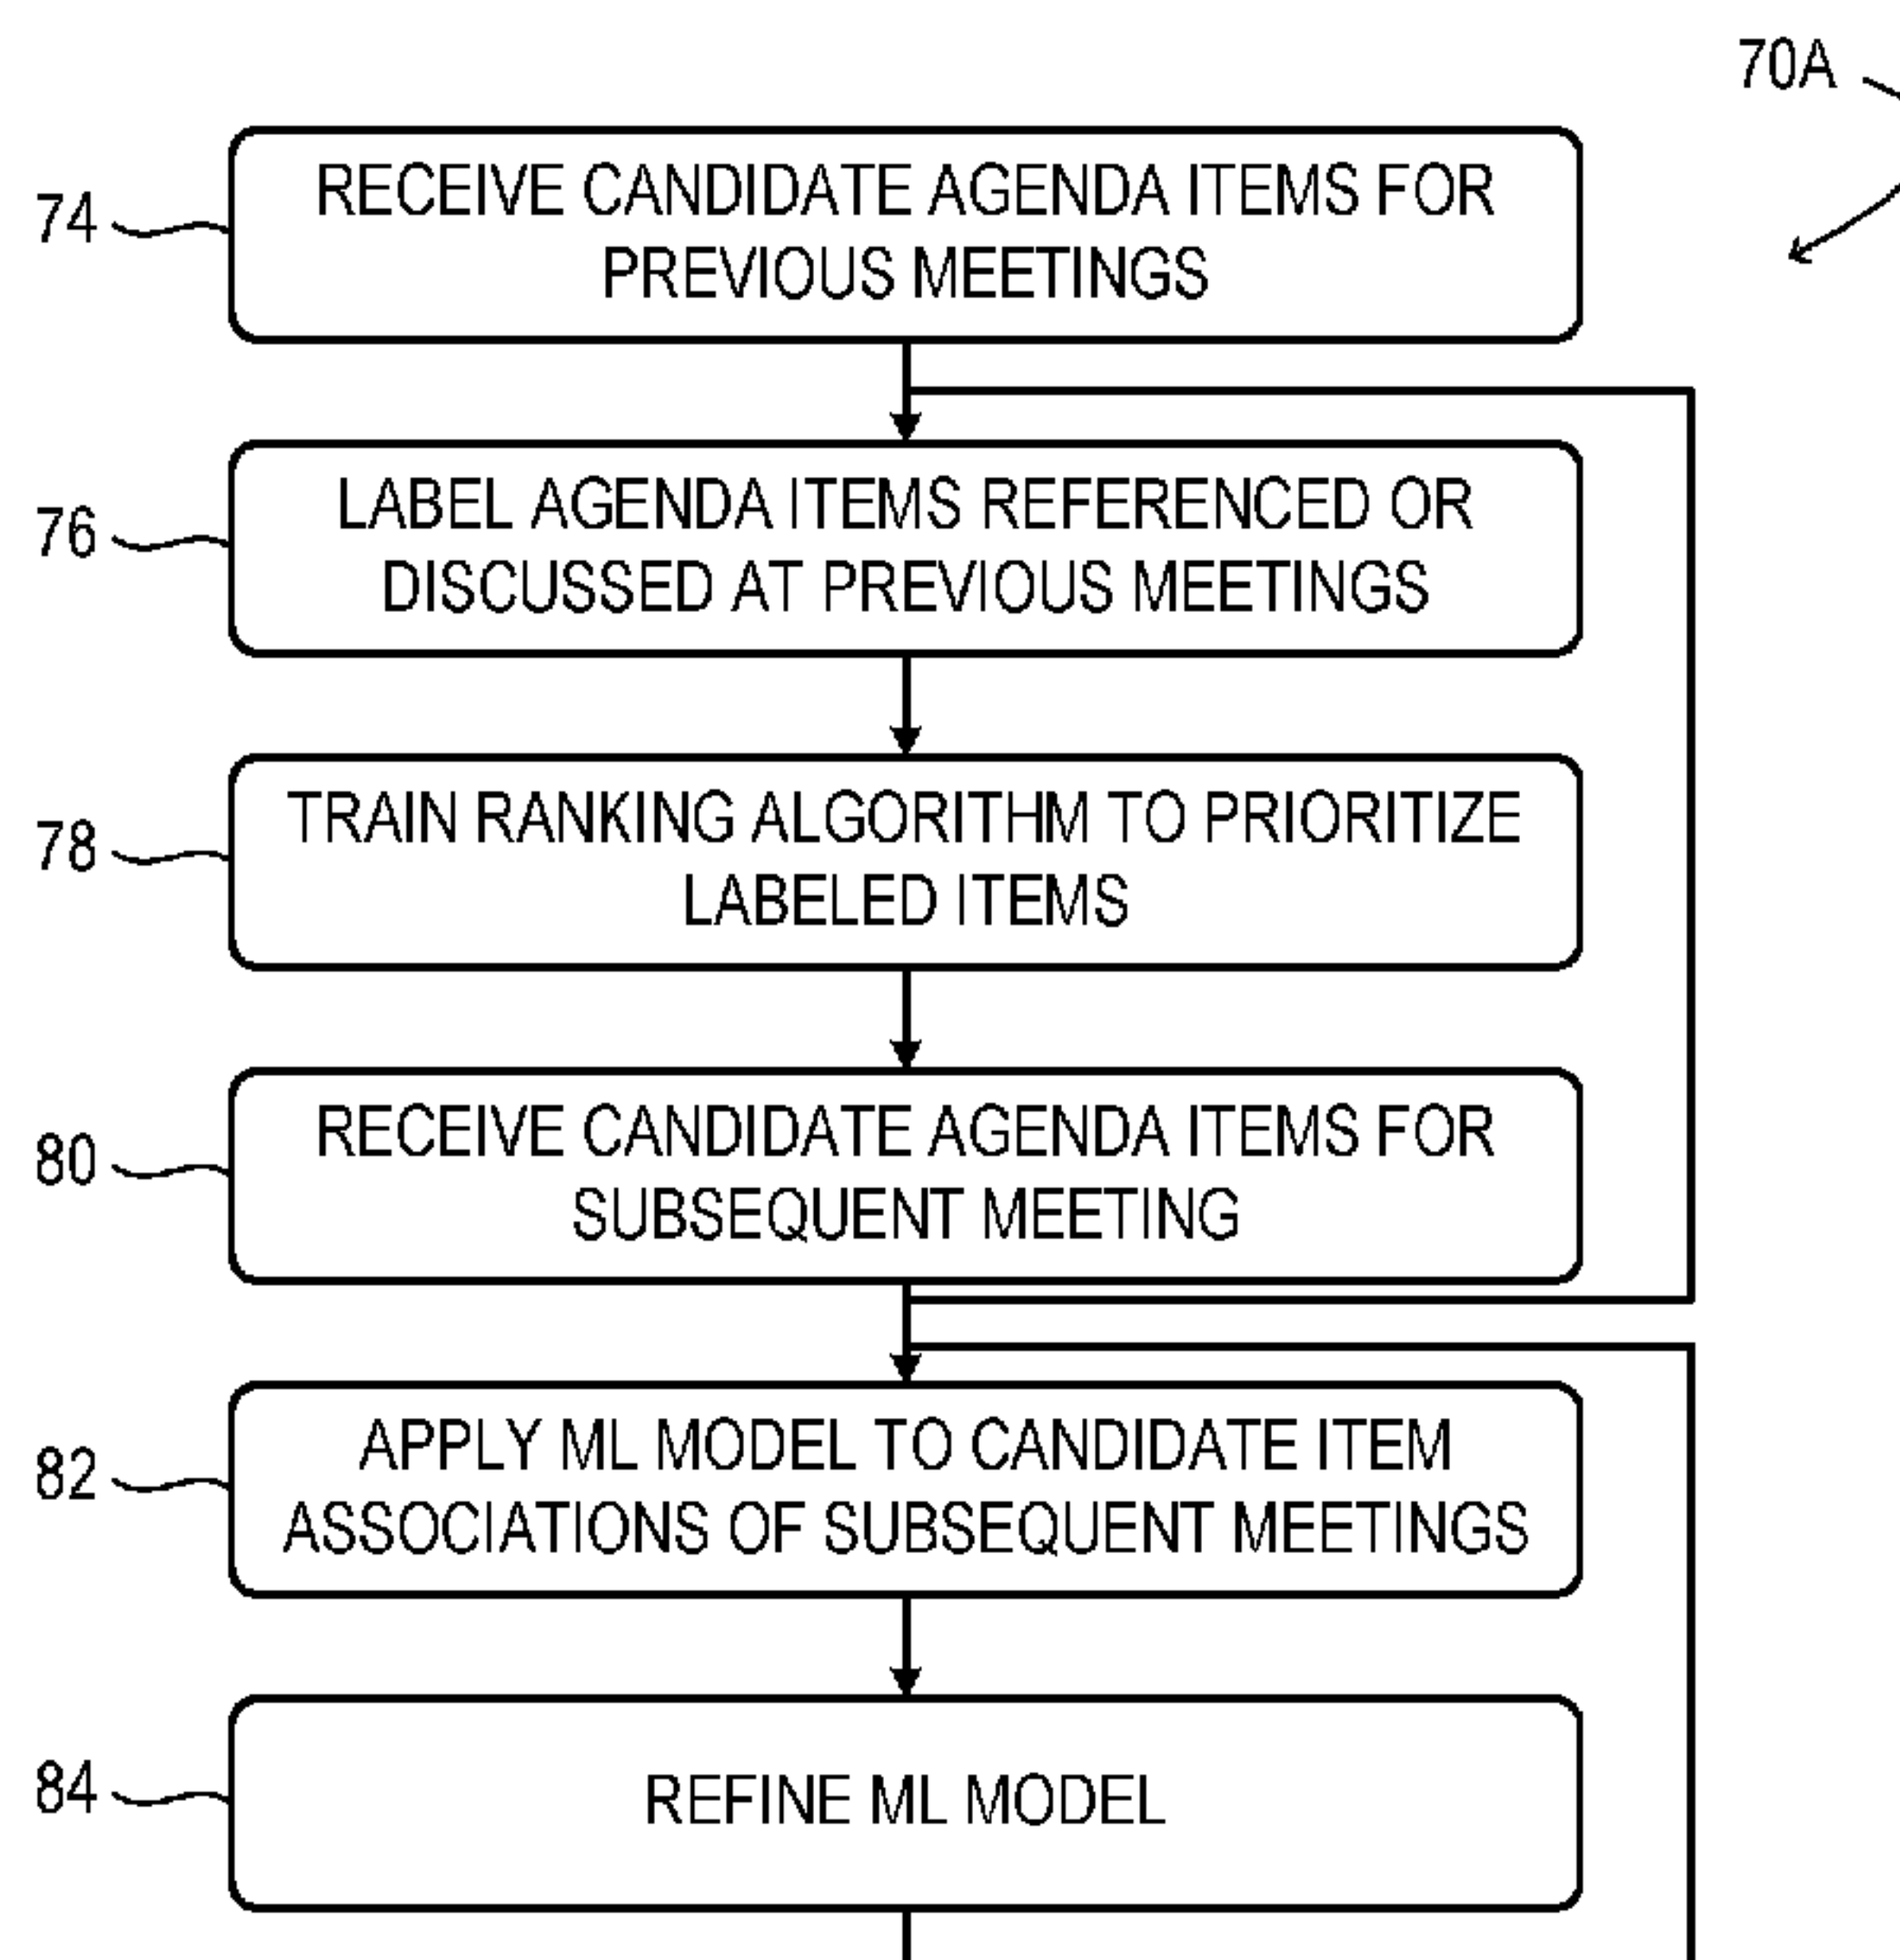 70A
74
RECEIVE CANDIDATE AGENDA ITEMS FOR
PREVIOUS MEETINGS
76
LABEL AGENDA ITEMS REFERENCED OR
DISCUSSED AT PREVIOUS MEETINGS
78
TRAIN RANKING ALGORITHM TO PRIORITIZE
LABELED ITEMS
80
RECEIVE CANDIDATE AGENDA ITEMS FOR
SUBSEQUENT MEETING
82
APPLY ML MODEL TO CANDIDATE ITEM
ASSOCIATIONS OF SUBSEQUENT MEETINGS
84
REFINE ML MODEL